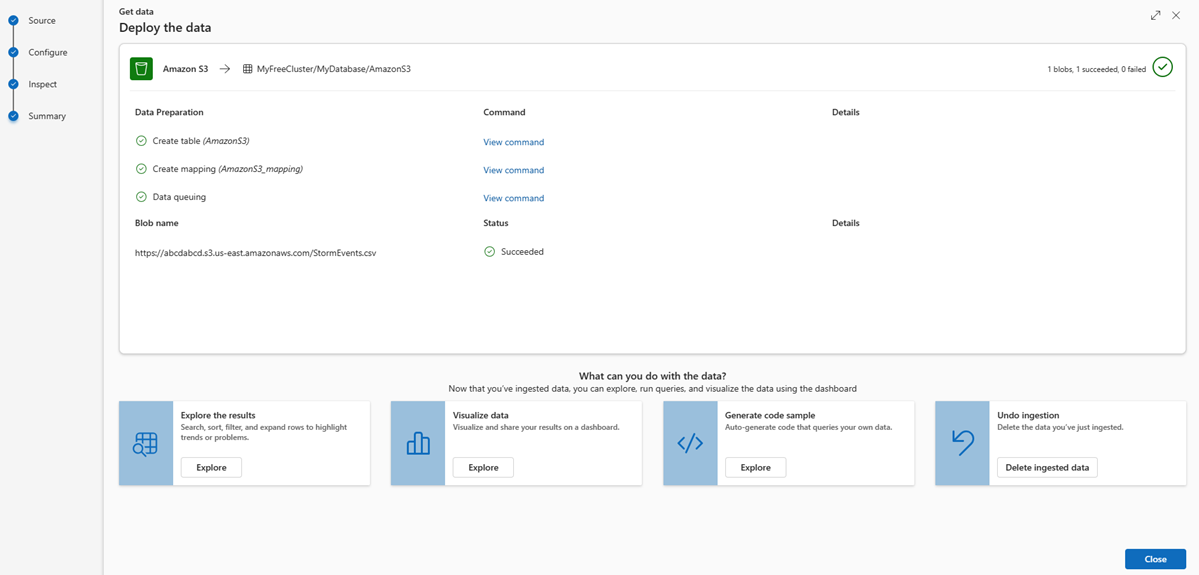 Source
Configure
Inspect
Summary
Get data
Deploy the data
Amazon S3
MyFreeCluster/MyDatabase/AmazonS3
1 blobs, 1 succeeded, 0 failed
Data Preparation Command Details
Create table (AmazonS3) View command
Create mapping (AmazonS3_mapping) View command
Data queuing View command
Blob name Status Details
https://abcdabcd.s3.us-east.amazonaws.com/StormEvents.csv Succeeded
What can you do with the data?
Now that you've ingested data, you can explore, run queries, and visualize the data using the dashboard
Explore the results
Search, sort, filter, and expand rows to highlight
trends or problems.
Explore
Visualize data
Visualize and share your results on a dashboard.
Explore
Generate code sample
Auto-generate code that queries your own data.
Explore
Undo ingestion
Delete the data you've just ingested.
Delete ingested data
Close